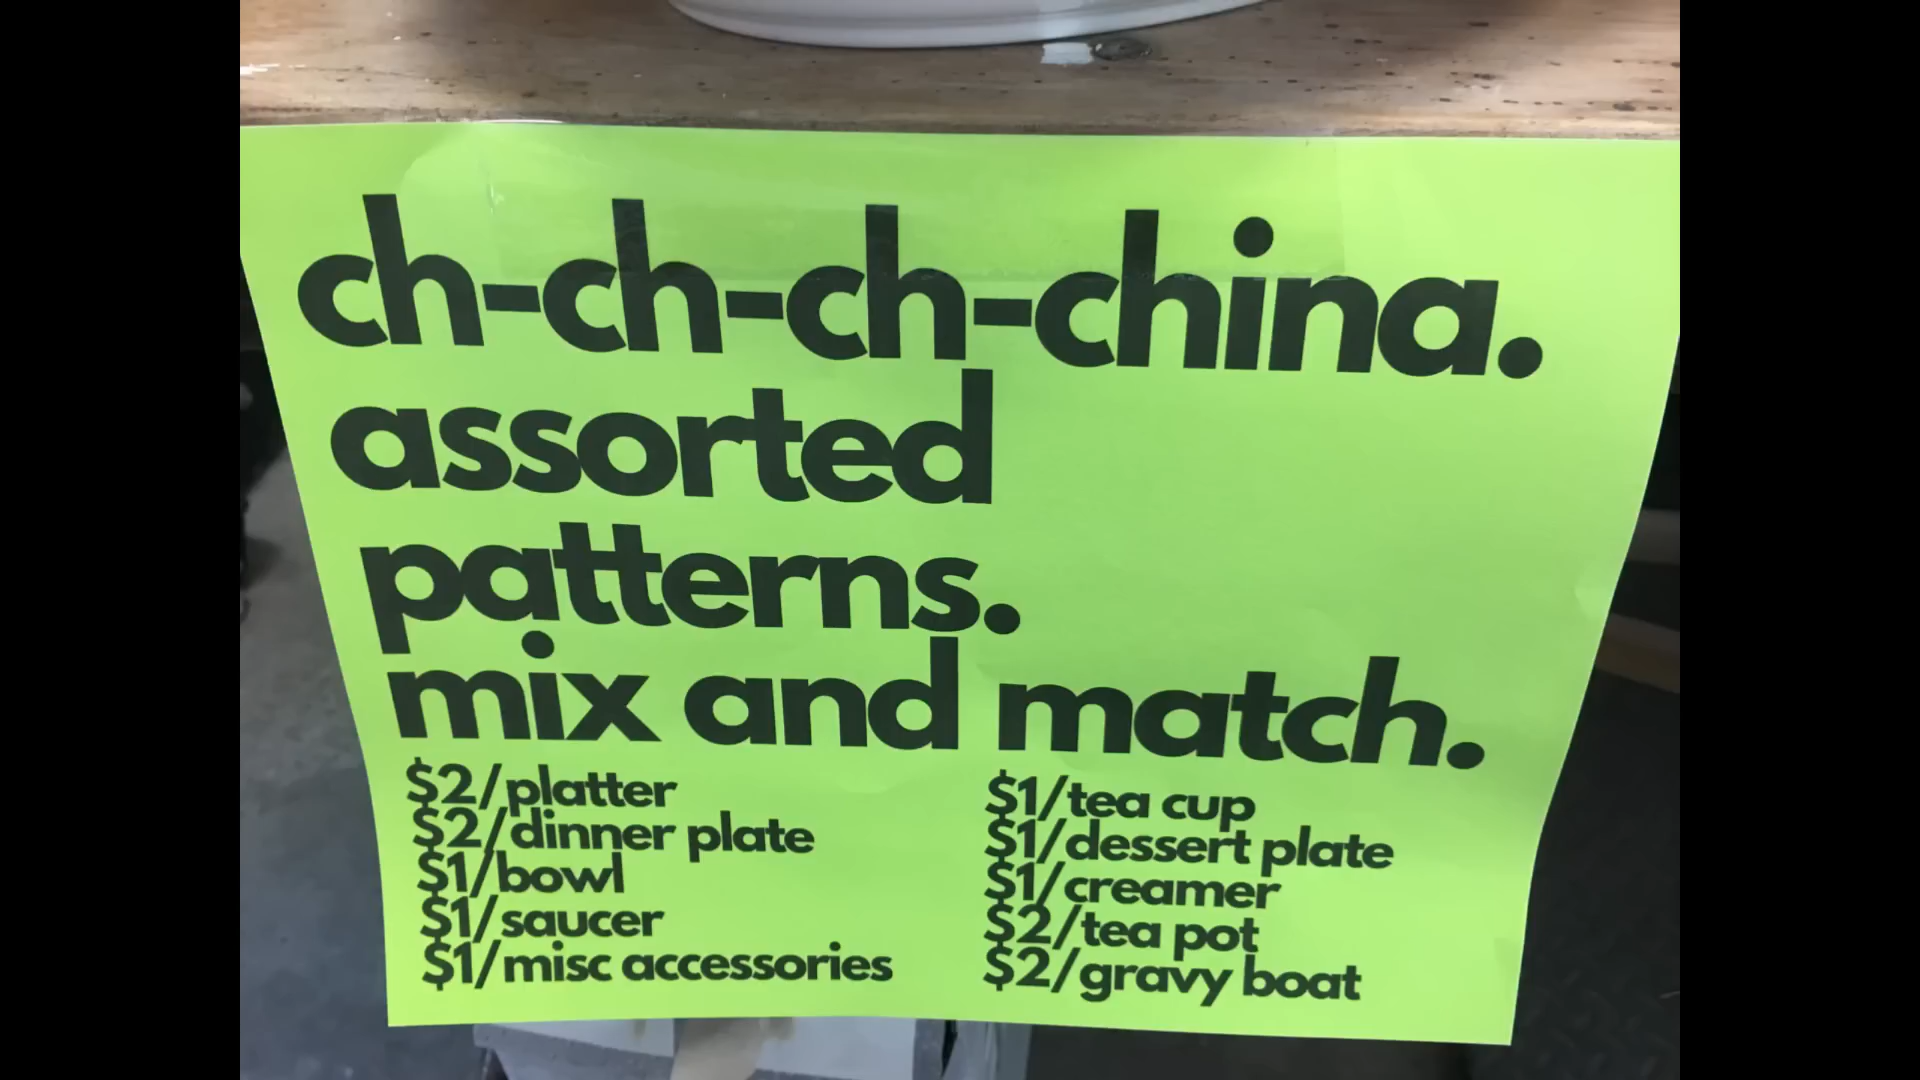 ch-ch-ch-china.
assorted
patterns.
mix and match.
$2/platter
$2/dinner plate
$1/bowl
$1/saucer
$1/misc accessories
$1/tea cup
$1/dessert plate
$1/creamer
$2/tea pot
$2/gravy boat